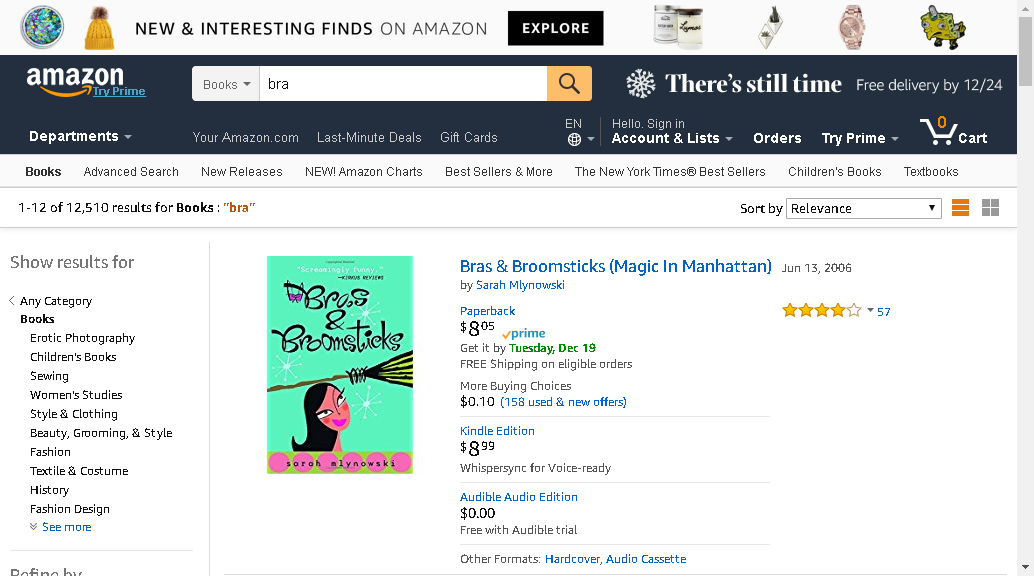 NEW & INTERESTING FINDS ON AMAZON EXPLORE
amazon
Try Prime
Books bra
There's still time Free delivery by 12/24
Departments Your Amazon.com Last-Minute Deals Gift Cards
EN Hello. Sign in
Account & Lists Orders Try Prime 0 Cart
Books Advanced Search New Releases NEW! Amazon Charts Best Sellers & More The New York Times® Best Sellers Children's Books Textbooks
1-12 of 12,510 results for Books : "bra" Sort by Relevance
Show results for
Any Category
Books
Erotic Photography
Children's Books
Sewing
Women's Studies
Style & Clothing
Beauty, Grooming, & Style
Fashion
Textile & Costume
History
Fashion Design
See more
Refine by
"Screamingly funny."
—KIRKUS REVIEWS
Bras
& Broomsticks
sarah mlynowski
Bras & Broomsticks (Magic In Manhattan) Jun 13, 2006
by Sarah Mlynowski
Paperback
$8.05 prime
Get it by Tuesday, Dec 19
FREE Shipping on eligible orders
More Buying Choices
$0.10 (158 used & new offers)
57
Kindle Edition
$8.99
Whispersync for Voice-ready
Audible Audio Edition
$0.00
Free with Audible trial
Other Formats: Hardcover, Audio Cassette